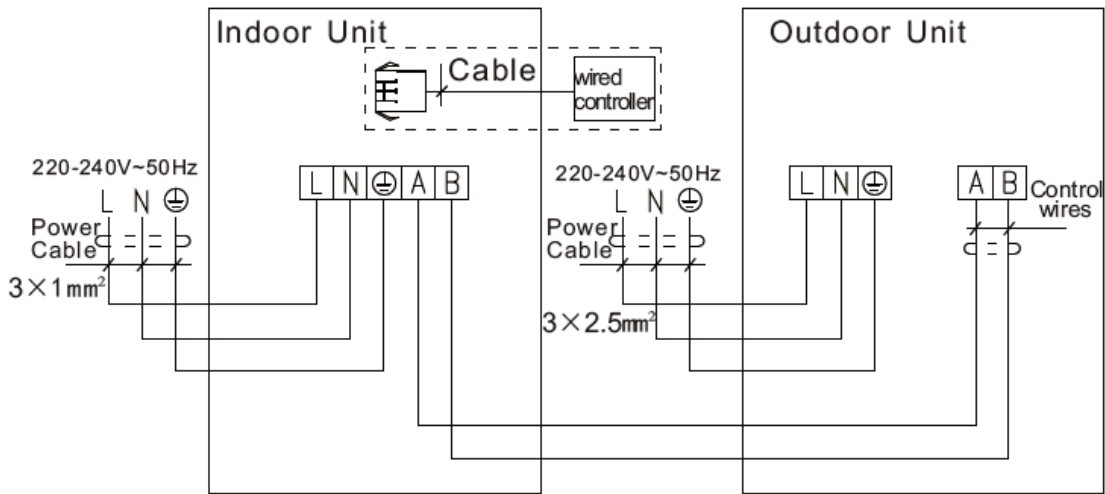 Indoor Unit
Outdoor Unit
Cable
wired
controller
220-240V~50Hz
L N
Power
Cable
3×1mm²
L N A B
220-240V~50Hz
L N
Power
Cable
3×2.5mm²
L N
A B
Control
wires